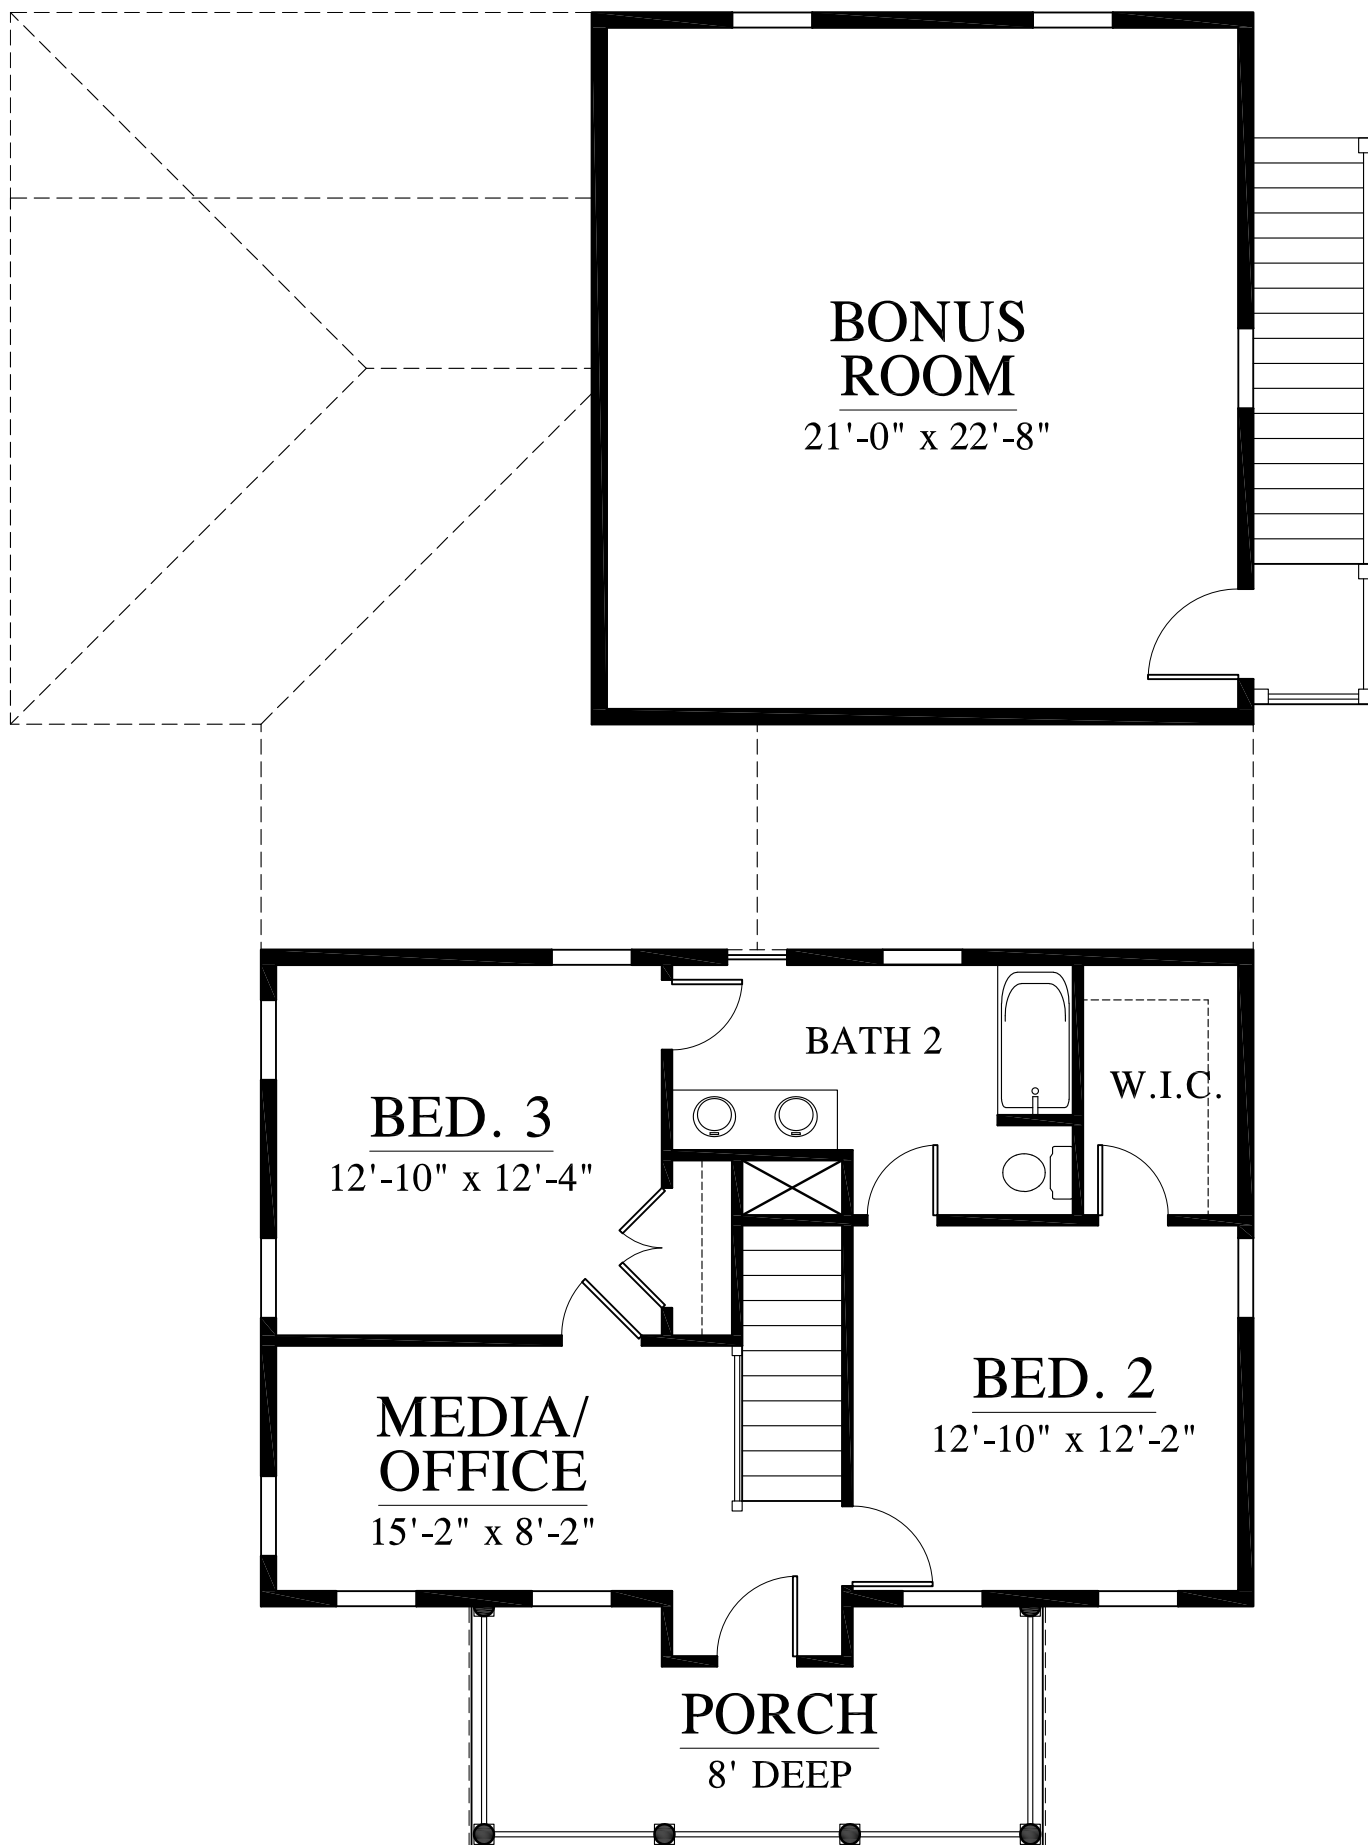 BONUS
ROOM
21'-0" x 22'-8"
BATH 2
W.I.C.
BED. 3
12'-10" x 12'-4"
BED. 2
12'-10" x 12'-2"
MEDIA/
OFFICE
15'-2" x 8'-2"
PORCH
8' DEEP